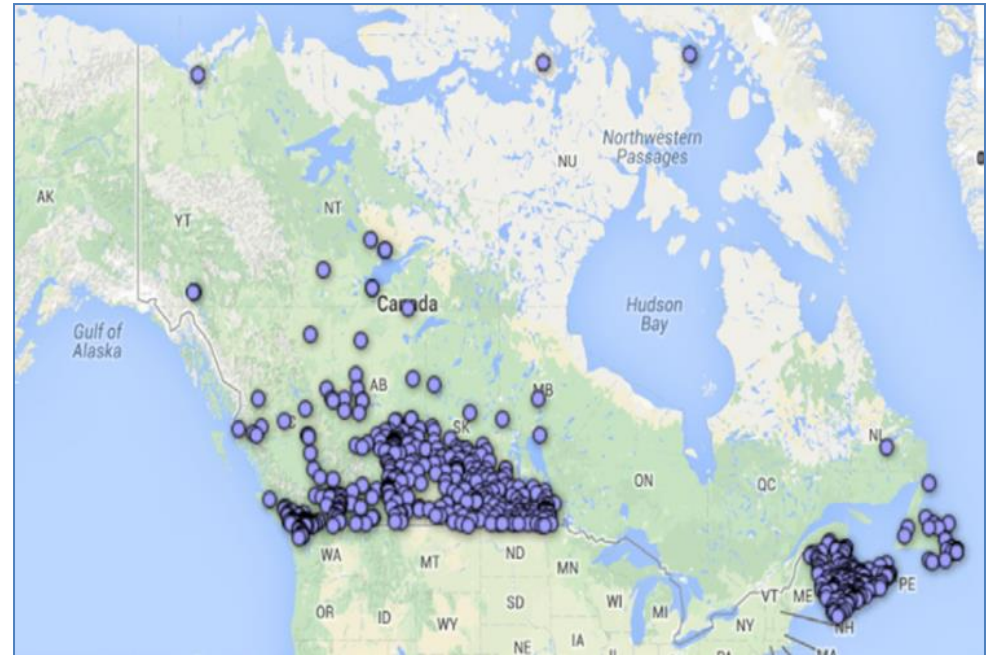 Northwestern
Passages
NU
AK
YT
NT
Canada
Hudson
Bay
Gulf of
Alaska
AB
MB
SK
NL
ON
QC
WA
MT
ND
MN
PE
VT
ME
OR
ID
WY
SD
WI
MI
NY
NH
NE
IA
MA